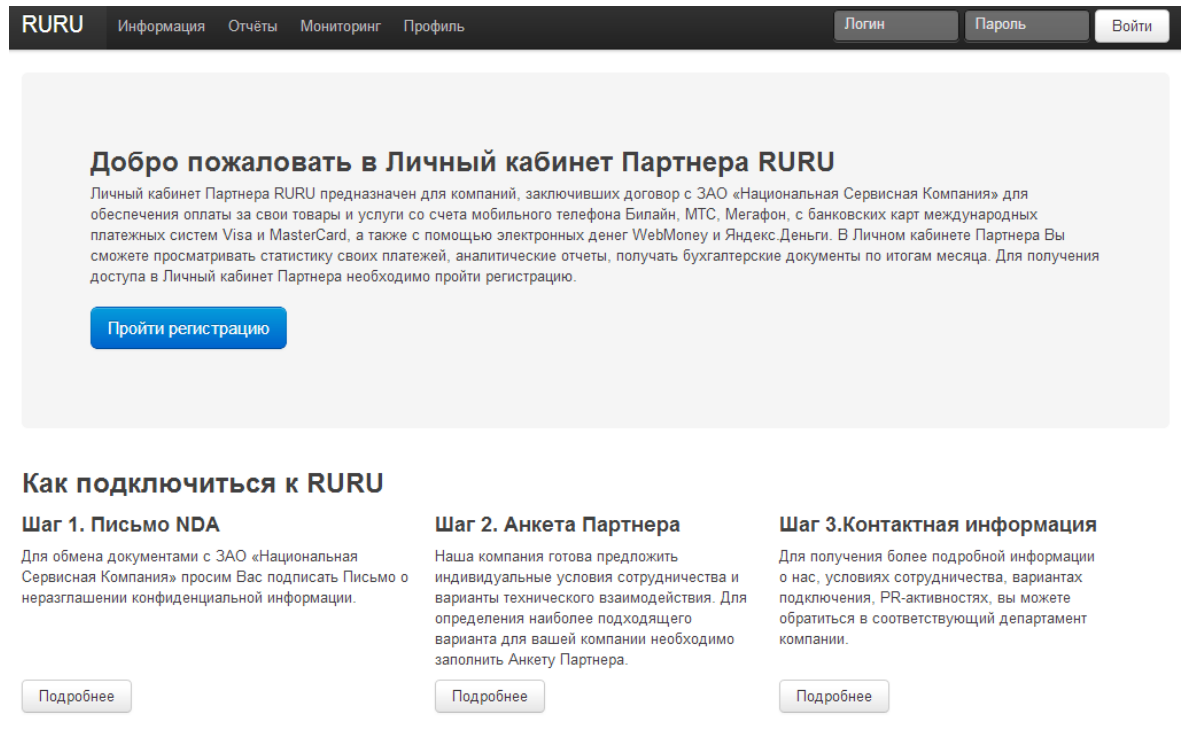 RURU Информация Отчёты Мониторинг Профиль Логин Пароль Войти
Добро пожаловать в Личный кабинет Партнера RURU
Личный кабинет Партнера RURU предназначен для компаний, заключивших договор с ЗАО «Национальная Сервисная Компания» для
обеспечения оплаты за свои товары и услуги со счета мобильного телефона Билайн, МТС, Мегафон, с банковских карт международных
платежных систем Visa и MasterCard, а также с помощью электронных денег WebMoney и Яндекс.Деньги. В Личном кабинете Партнера Вы
сможете просматривать статистику своих платежей, аналитические отчеты, получать бухгалтерские документы по итогам месяца. Для получения
доступа в Личный кабинет Партнера необходимо пройти регистрацию.
Пройти регистрацию
Как подключиться к RURU
Шаг 1. Письмо NDA
Для обмена документами с ЗАО «Национальная
Сервисная Компания» просим Вас подписать Письмо о
неразглашении конфиденциальной информации.
Подробнее
Шаг 2. Анкета Партнера
Наша компания готова предложить
индивидуальные условия сотрудничества и
варианты технического взаимодействия. Для
определения наиболее подходящего
варианта для вашей компании необходимо
заполнить Анкету Партнера.
Подробнее
Шаг 3.Контактная информация
Для получения более подробной информации
о нас, условиях сотрудничества, вариантах
подключения, PR-активностях, вы можете
обратиться в соответствующий департамент
компании.
Подробнее